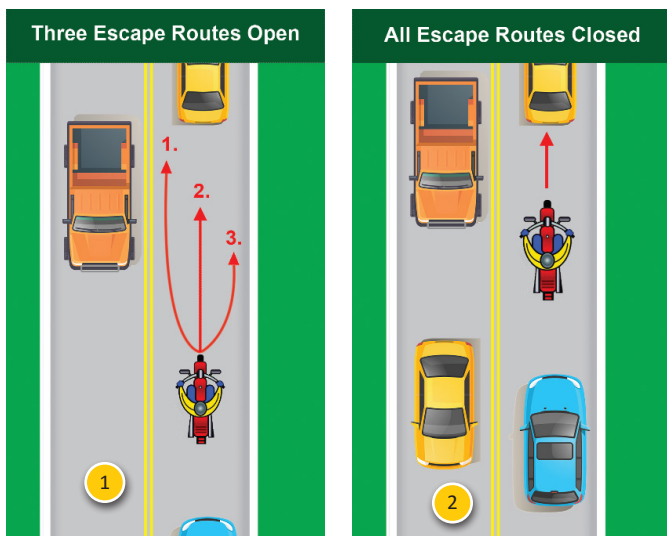 Three Escape Routes Open
1.
2.
3.
1
All Escape Routes Closed
2